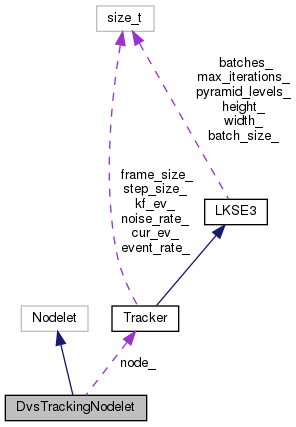 size_t
batches_
max_iterations_
pyramid_levels_
height_
width_
batch_size_
frame_size_
step_size_
kf_ev_
noise_rate_
cur_ev_
event_rate_
LKSE3
Nodelet
Tracker
node_
DvsTrackingNodelet